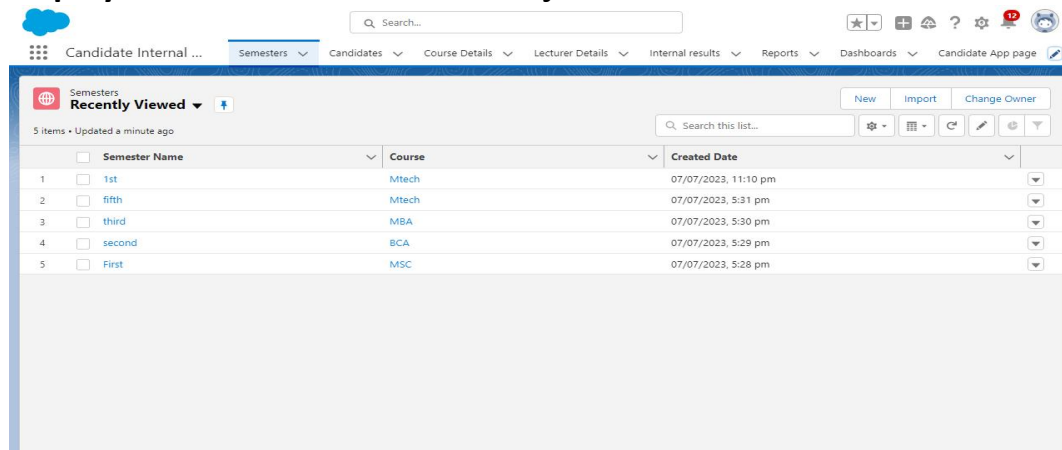 Search...
12
Candidate Internal ... Semesters Candidates Course Details Lecturer Details Internal results Reports Dashboards Candidate App page
Semesters
Recently Viewed
New Import Change Owner
5 items • Updated a minute ago
Search this list...
Semester Name Course Created Date
1 1st Mtech 07/07/2023, 11:10 pm
2 fifth Mtech 07/07/2023, 5:31 pm
3 third MBA 07/07/2023, 5:30 pm
4 second BCA 07/07/2023, 5:29 pm
5 First MSC 07/07/2023, 5:28 pm